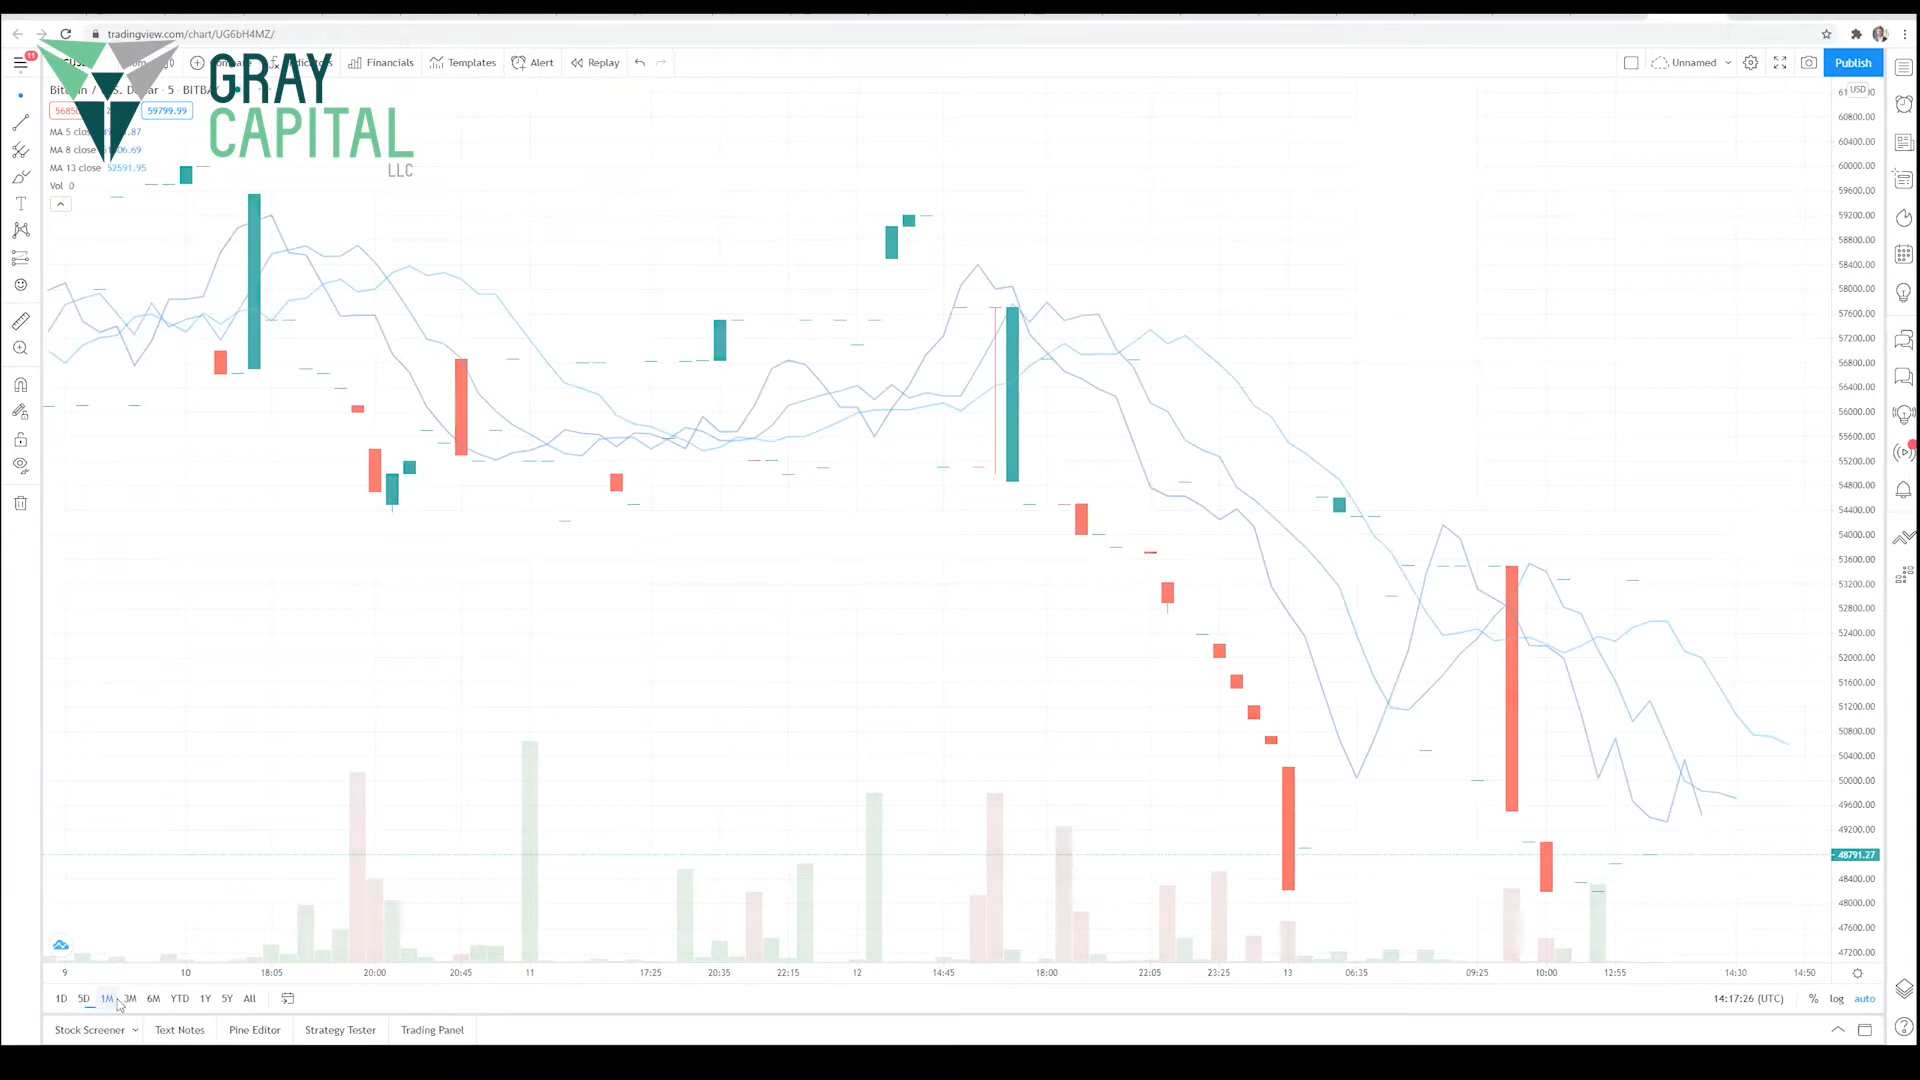 tradingview.com/chart/UG6bH4MZ/
11
Financials
Templates
Alert
Replay
Unnamed
Publish
GRAY
CAPITAL
LLC
Bitcoin / U.S. Dollar · 5 · BITBAY
59799.99
USD
MA 5 close
MA 8 close
MA 13 close 52591.95
Vol 0
60800.00
60400.00
60000.00
59600.00
59200.00
58800.00
58400.00
58000.00
57600.00
57200.00
56800.00
56400.00
56000.00
55600.00
55200.00
54800.00
54400.00
54000.00
53600.00
53200.00
52800.00
52400.00
52000.00
51600.00
51200.00
50800.00
50400.00
50000.00
49600.00
49200.00
48791.27
48400.00
48000.00
47600.00
47200.00
9 10 18:05 20:00 20:45 11 17:25 20:35 22:15 12 14:45 18:00 22:05 23:25 13 06:35 09:25 10:00 12:55 14:30 14:50
1D 5D 1M 3M 6M YTD 1Y 5Y All
14:17:26 (UTC) % log auto
Stock Screener Text Notes Pine Editor Strategy Tester Trading Panel